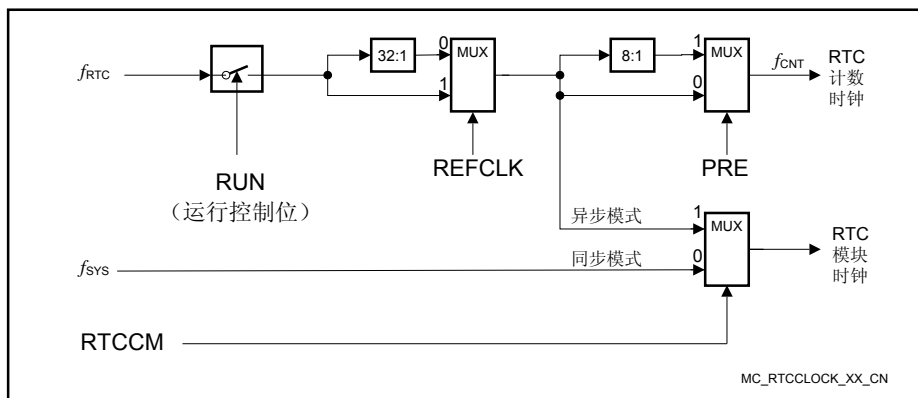 fRTC
32:1
0
1
MUX
REFCLK
8:1
1
0
MUX
PRE
fCNT
RTC
计数
时钟
RUN
（运行控制位）
异步模式
1
fSYS
同步模式
0
MUX
RTC
模块
时钟
RTCCM
MC_RTCCLOCK_XX_CN